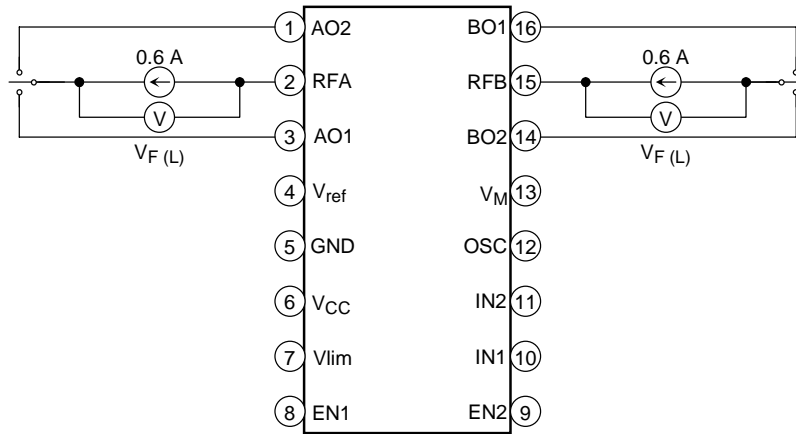 1 AO2 BO1 16
0.6 A 0.6 A
2 RFA RFB 15
V V
3 AO1 BO2 14
VF (L) VF (L)
4 Vref VM 13
5 GND OSC 12
6 VCC IN2 11
7 Vlim IN1 10
8 EN1 EN2 9